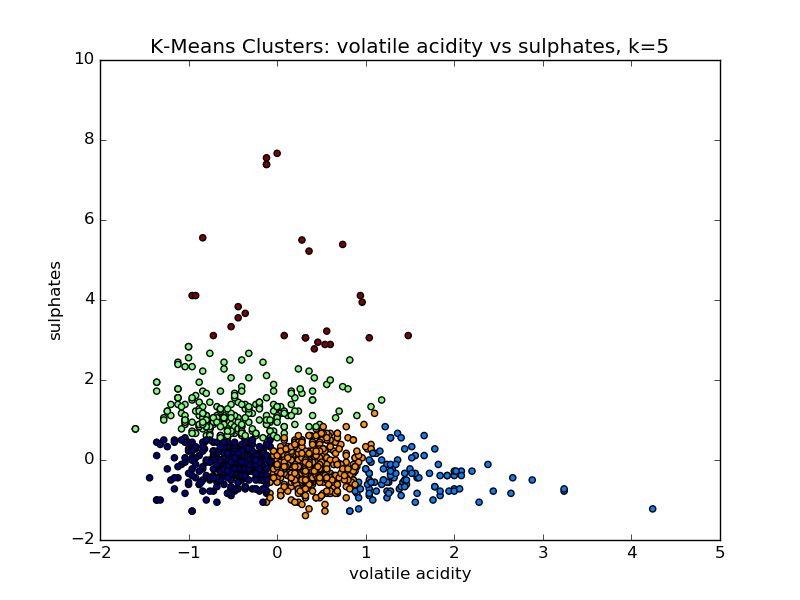 K-Means Clusters: volatile acidity vs sulphates, k=5
10
8
6
4
2
0
−2
sulphates
−2 −1 0 1 2 3 4 5
volatile acidity